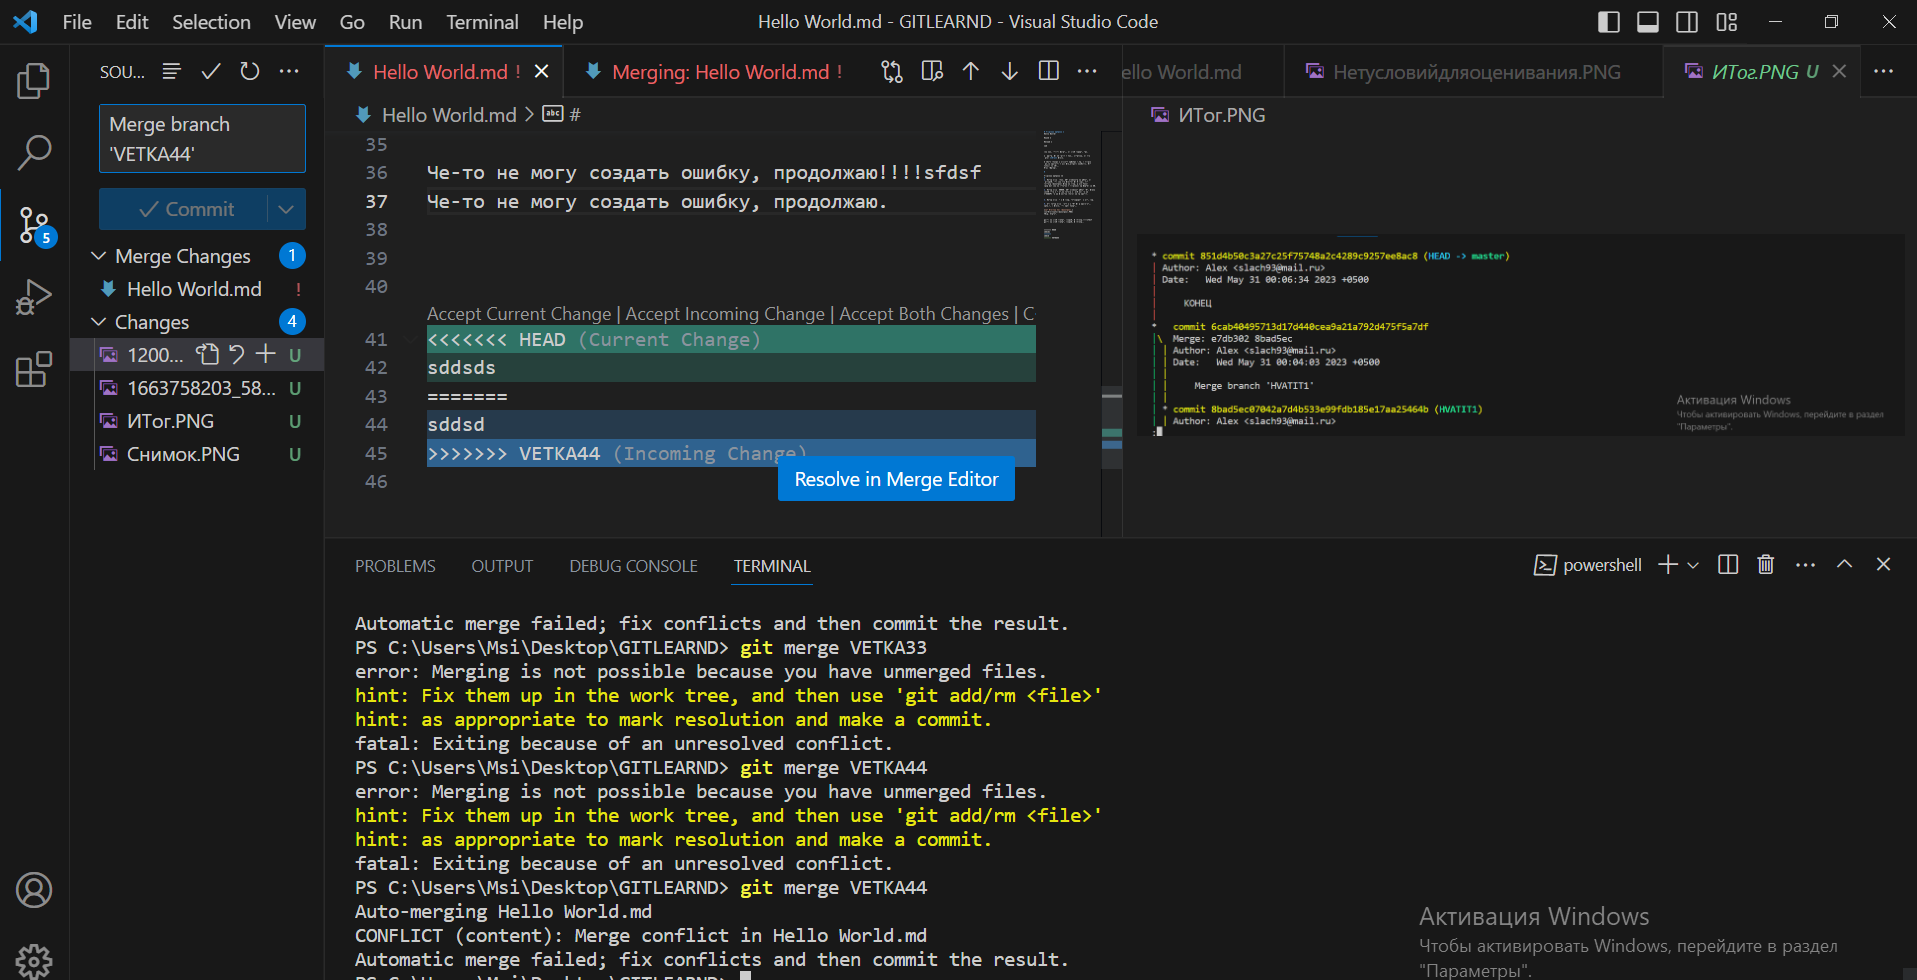 File Edit Selection View Go Run Terminal Help
Hello World.md - GITLEARND - Visual Studio Code
SOU...
Merge branch
'VETKA44'
Commit
5
Merge Changes 1
Hello World.md !
Changes 4
1200... U
1663758203_58... U
ИТог.PNG U
Снимок.PNG U
Hello World.md !
Merging: Hello World.md !
Hello World.md > abc #
35
36 Че-то не могу создать ошибку, продолжаю!!!!sfdsf
37 Че-то не могу создать ошибку, продолжаю.
38
39
40
Accept Current Change | Accept Incoming Change | Accept Both Changes | C
41 <<<<<<< HEAD (Current Change)
42 sddsds
43 =======
44 sddsd
45 >>>>>>> VETKA44 (Incoming Change)
46
Resolve in Merge Editor
ello World.md
Нетусловийдляоценивания.PNG
ИТог.PNG U
ИТог.PNG
* commit 851d4b50c3a27c25f75748a2c4289c9257ee8ac8 (HEAD -> master)
| Author: Alex <slach93@mail.ru>
| Date: Wed May 31 00:06:34 2023 +0500
|
| КОНЕЦ
|
* commit 6cab40495713d17d440cea9a21a792d475f5a7df
|\ Merge: e7db302 8bad5ec
| | Author: Alex <slach93@mail.ru>
| | Date: Wed May 31 00:04:03 2023 +0500
| |
| | Merge branch 'HVATIT1'
| |
| * commit 8bad5ec07042a7d4b533e99fdb185e17aa25464b (HVATIT1)
| | Author: Alex <slach93@mail.ru>
:
Активация Windows
Чтобы активировать Windows, перейдите в раздел
"Параметры".
PROBLEMS OUTPUT DEBUG CONSOLE TERMINAL
powershell
Automatic merge failed; fix conflicts and then commit the result.
PS C:\Users\Msi\Desktop\GITLEARND> git merge VETKA33
error: Merging is not possible because you have unmerged files.
hint: Fix them up in the work tree, and then use 'git add/rm <file>'
hint: as appropriate to mark resolution and make a commit.
fatal: Exiting because of an unresolved conflict.
PS C:\Users\Msi\Desktop\GITLEARND> git merge VETKA44
error: Merging is not possible because you have unmerged files.
hint: Fix them up in the work tree, and then use 'git add/rm <file>'
hint: as appropriate to mark resolution and make a commit.
fatal: Exiting because of an unresolved conflict.
PS C:\Users\Msi\Desktop\GITLEARND> git merge VETKA44
Auto-merging Hello World.md
CONFLICT (content): Merge conflict in Hello World.md
Automatic merge failed; fix conflicts and then commit the result.
PS C:\Users\Msi\Desktop\GITLEARND>
Активация Windows
Чтобы активировать Windows, перейдите в раздел
"Параметры".